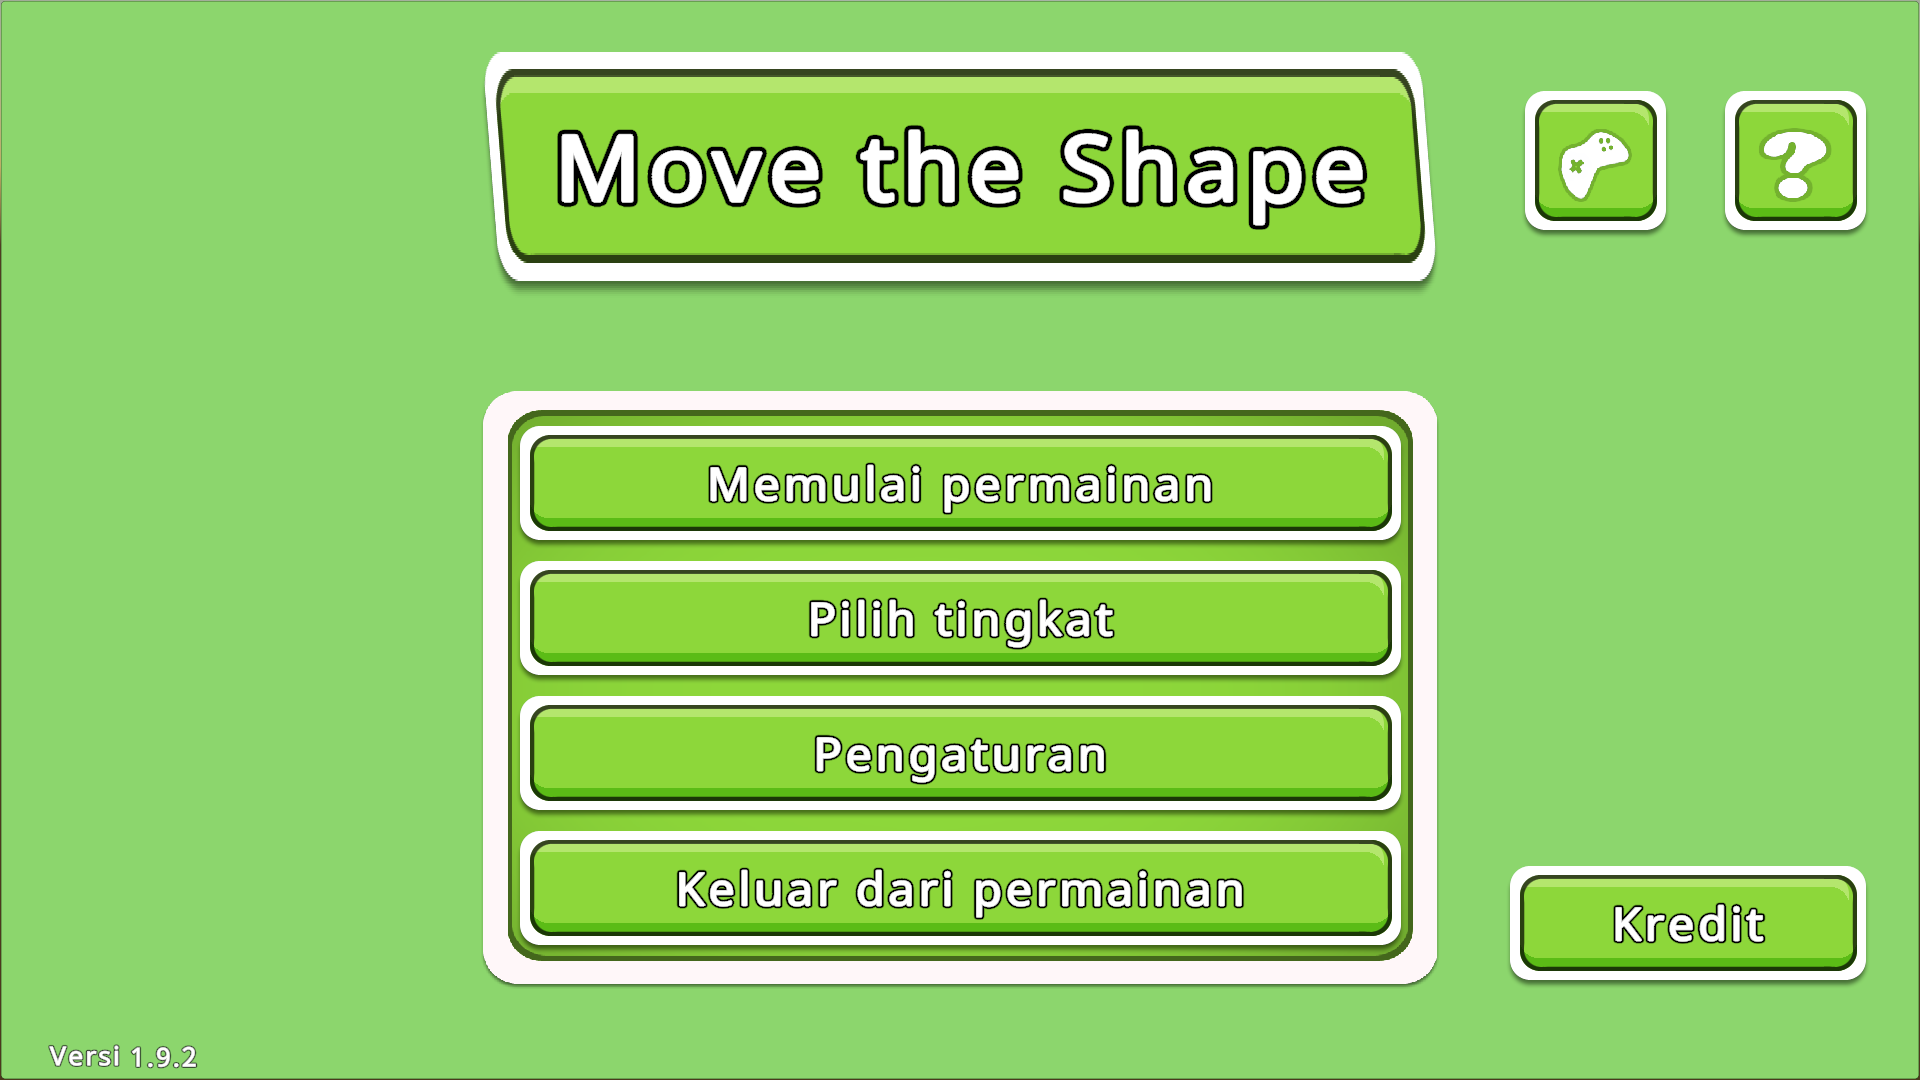 Move the Shape
Memulai permainan
Pilih tingkat
Pengaturan
Keluar dari permainan
Kredit
Versi 1.9.2